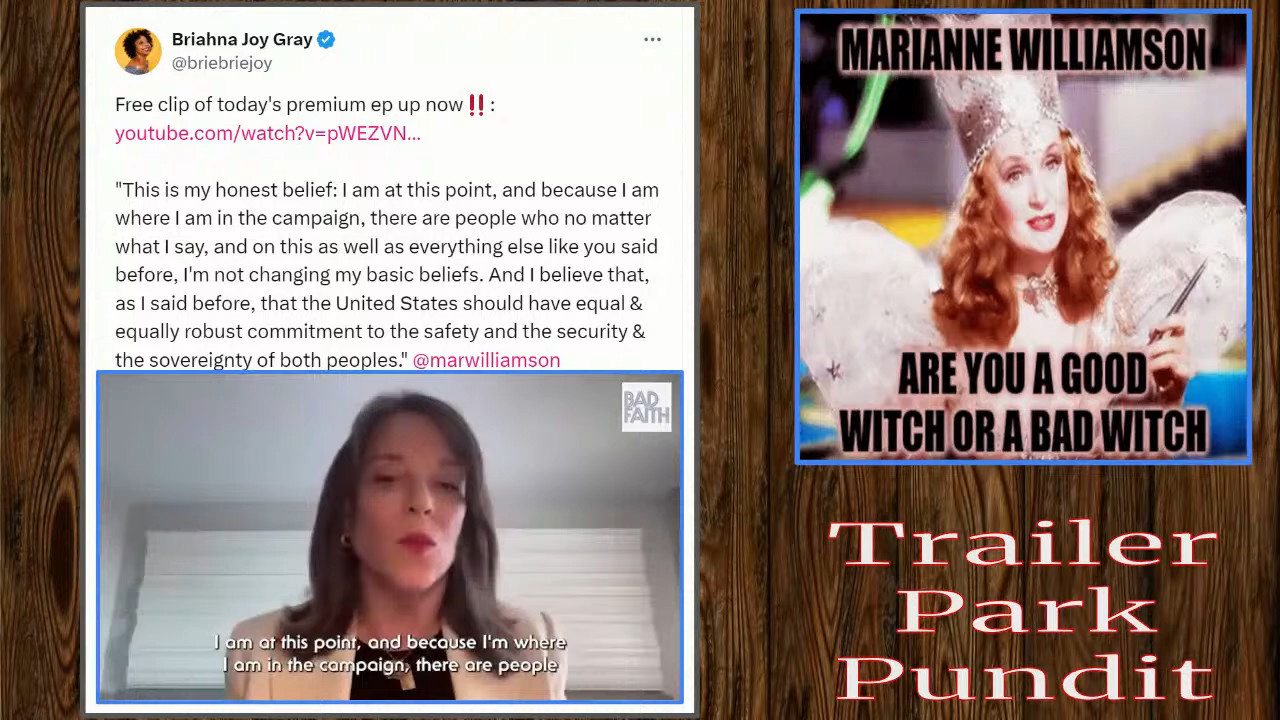 Briahna Joy Gray
@briebriejoy
Free clip of today's premium ep up now‼️:
youtube.com/watch?v=pWEZVN...
"This is my honest belief: I am at this point, and because I am
where I am in the campaign, there are people who no matter
what I say, and on this as well as everything else like you said
before, I'm not changing my basic beliefs. And I believe that,
as I said before, that the United States should have equal &
equally robust commitment to the safety and the security &
the sovereignty of both peoples." @marwilliamson
BAD
FAITH
I am at this point, and because I'm where
I am in the campaign, there are people
MARIANNE WILLIAMSON
ARE YOU A GOOD
WITCH OR A BAD WITCH
Trailer
Park
Pundit